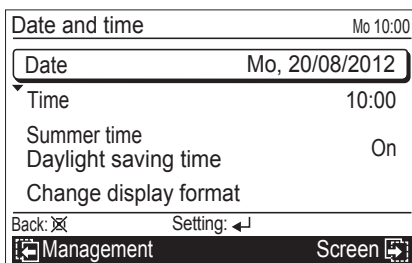 Date and time Mo 10:00
Date Mo, 20/08/2012
Time 10:00
Summer time
Daylight saving time On
Change display format
Back: Setting:
Management Screen